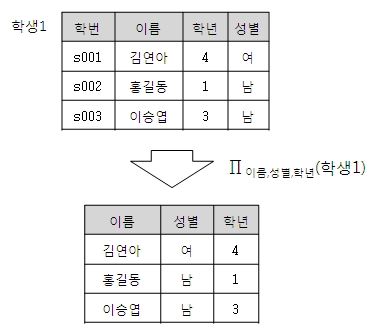 학생1
학번 이름 학년 성별
s001 김연아 4 여
s002 홍길동 1 남
s003 이승엽 3 남
∏ 이름,성별,학년(학생1)
이름 성별 학년
김연아 여 4
홍길동 남 1
이승엽 남 3